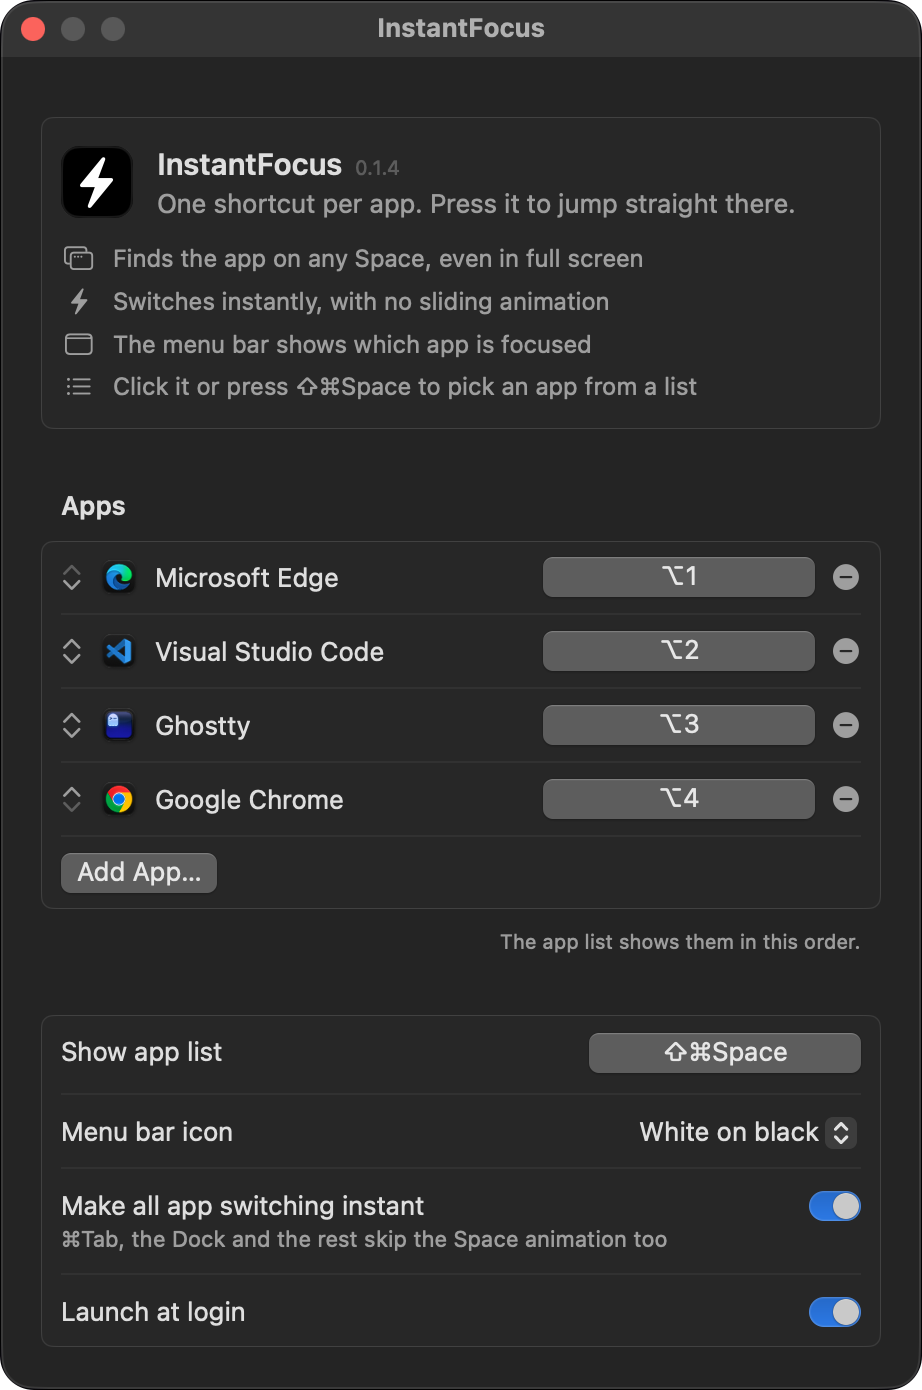 InstantFocus
InstantFocus 0.1.4
One shortcut per app. Press it to jump straight there.
Finds the app on any Space, even in full screen
Switches instantly, with no sliding animation
The menu bar shows which app is focused
Click it or press ⇧⌘Space to pick an app from a list
Apps
Microsoft Edge ⌥1
Visual Studio Code ⌥2
Ghostty ⌥3
Google Chrome ⌥4
Add App...
The app list shows them in this order.
Show app list ⇧⌘Space
Menu bar icon White on black
Make all app switching instant
⌘Tab, the Dock and the rest skip the Space animation too
Launch at login